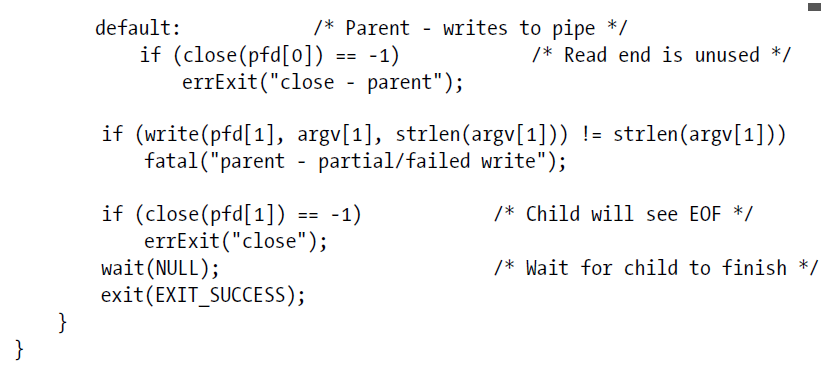 default: /* Parent - writes to pipe */
if (close(pfd[0]) == -1) /* Read end is unused */
errExit("close - parent");
if (write(pfd[1], argv[1], strlen(argv[1])) != strlen(argv[1]))
fatal("parent - partial/failed write");
if (close(pfd[1]) == -1) /* Child will see EOF */
errExit("close");
wait(NULL); /* Wait for child to finish */
exit(EXIT_SUCCESS);
}
}